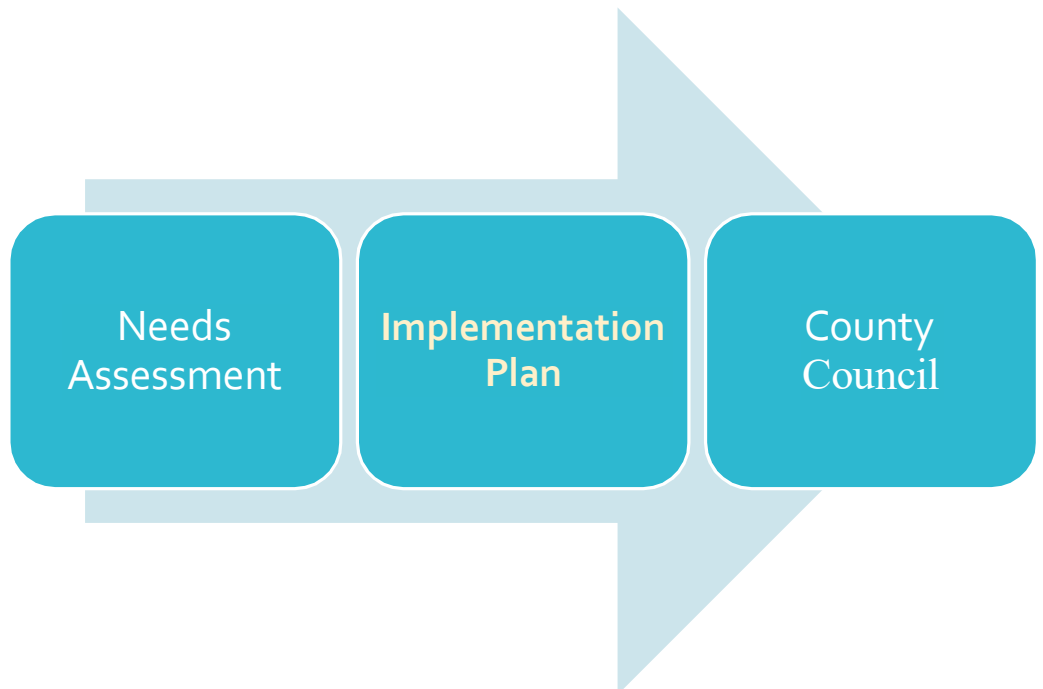 Needs
Assessment
Implementation
Plan
County
Council